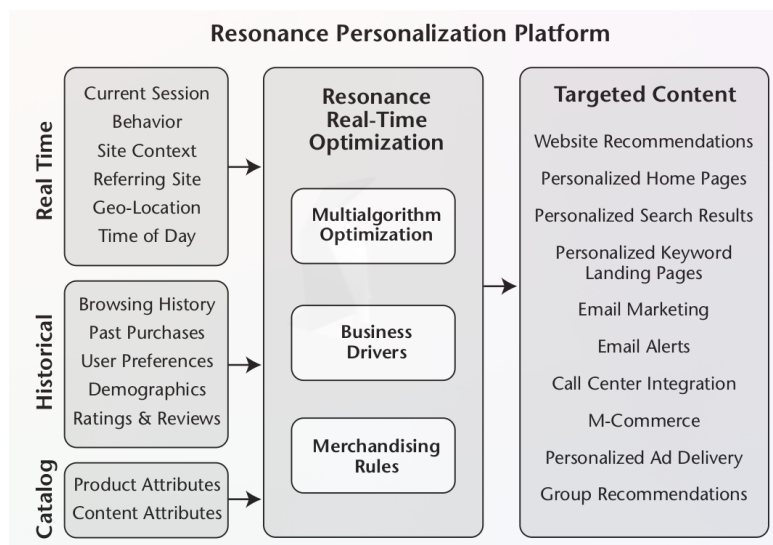 Resonance Personalization Platform
Real Time
Current Session
Behavior
Site Context
Referring Site
Geo-Location
Time of Day
Historical
Browsing History
Past Purchases
User Preferences
Demographics
Ratings & Reviews
Catalog
Product Attributes
Content Attributes
Resonance
Real-Time
Optimization
Multialgorithm
Optimization
Business
Drivers
Merchandising
Rules
Targeted Content
Website Recommendations
Personalized Home Pages
Personalized Search Results
Personalized Keyword
Landing Pages
Email Marketing
Email Alerts
Call Center Integration
M-Commerce
Personalized Ad Delivery
Group Recommendations